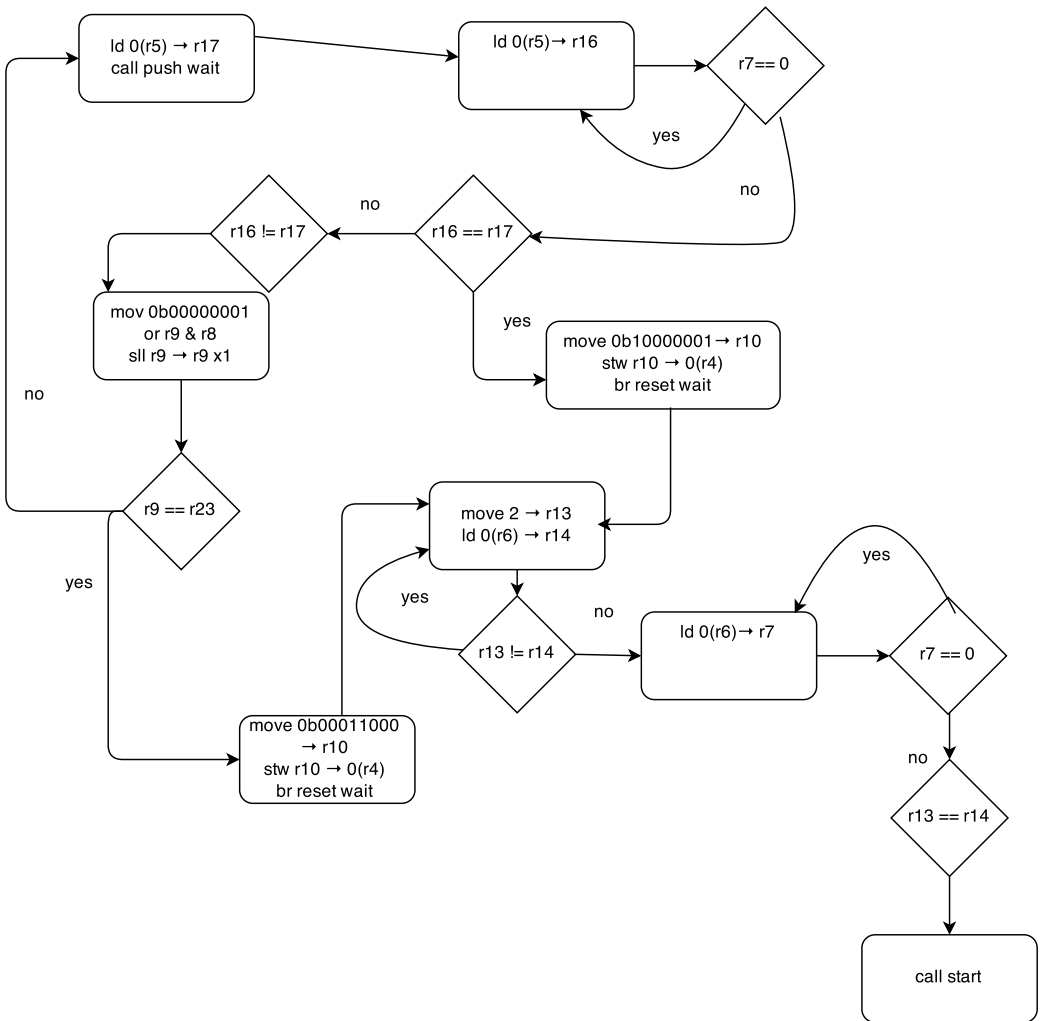 ld 0(r5) → r17
call push wait
ld 0(r5)→ r16
r7== 0
yes
no
no
r16 != r17
r16 == r17
mov 0b00000001
or r9 & r8
sll r9 → r9 x1
yes
move 0b10000001→ r10
stw r10 → 0(r4)
br reset wait
no
r9 == r23
move 2 → r13
ld 0(r6) → r14
yes
yes
yes
no
r13 != r14
ld 0(r6)→ r7
r7 == 0
move 0b00011000
→ r10
stw r10 → 0(r4)
br reset wait
no
r13 == r14
call start